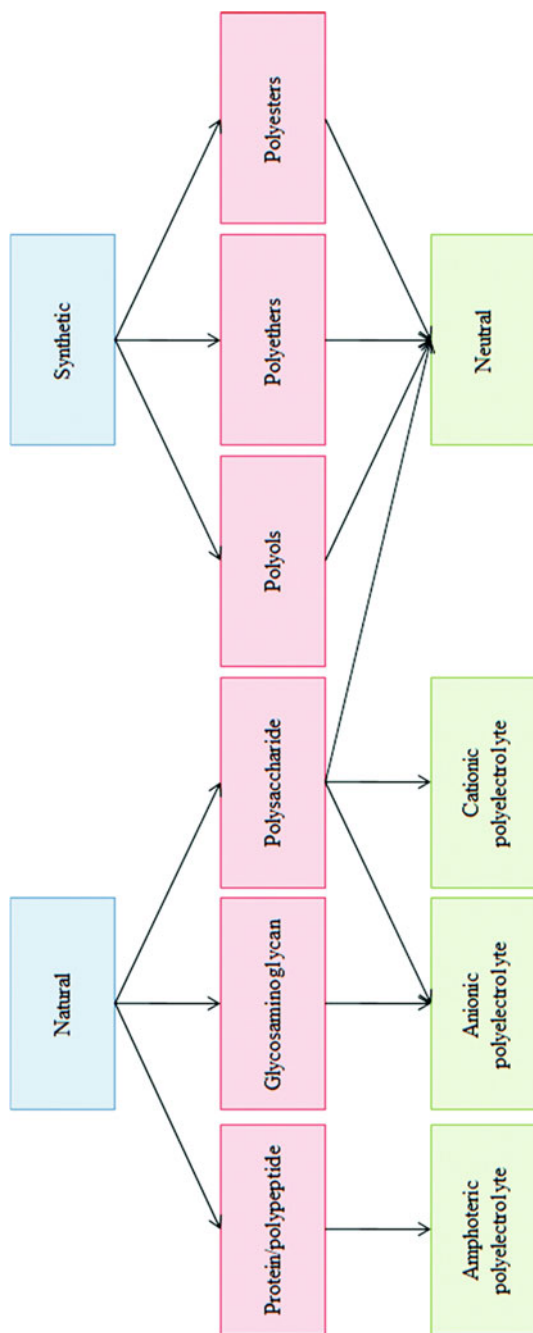 Natural
Synthetic
Protein/polypeptide
Glycosaminoglycan
Polysaccharide
Polyols
Polyethers
Polyesters
Amphoteric
polyelectrolyte
Anionic
polyelectrolyte
Cationic
polyelectrolyte
Neutral